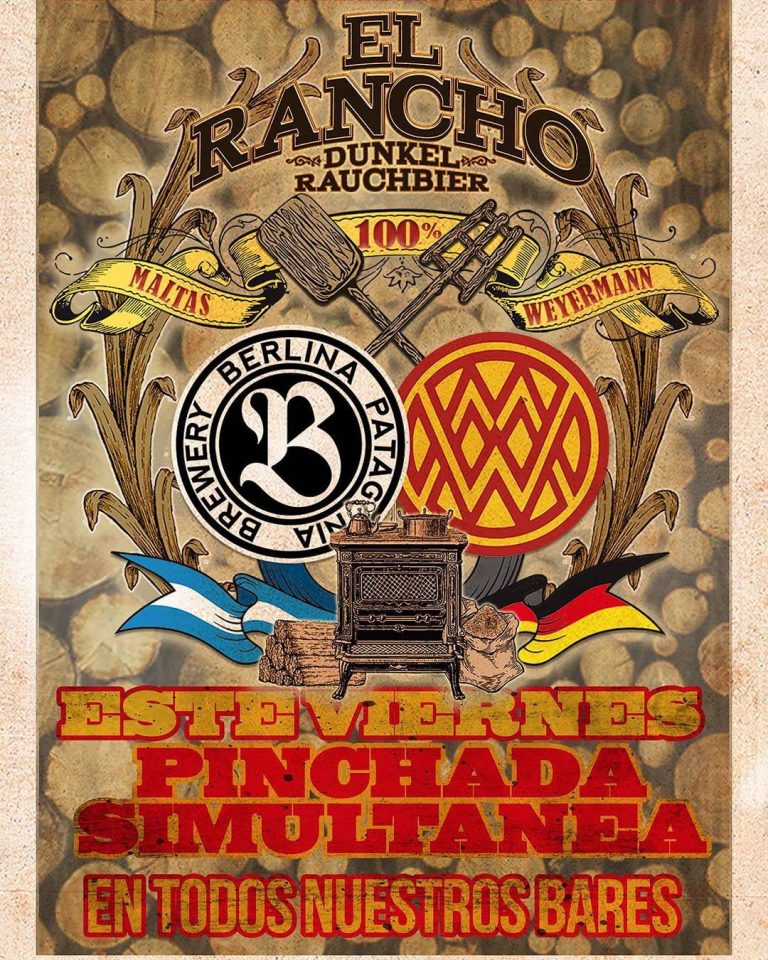 EL
RANCHO
DUNKEL
RAUCHBIER
100%
MALTAS
WEYERMANN
BREWERY BERLINA PATAGONIA
B
W
ESTE VIERNES
PINCHADA
SIMULTANEA
EN TODOS NUESTROS BARES